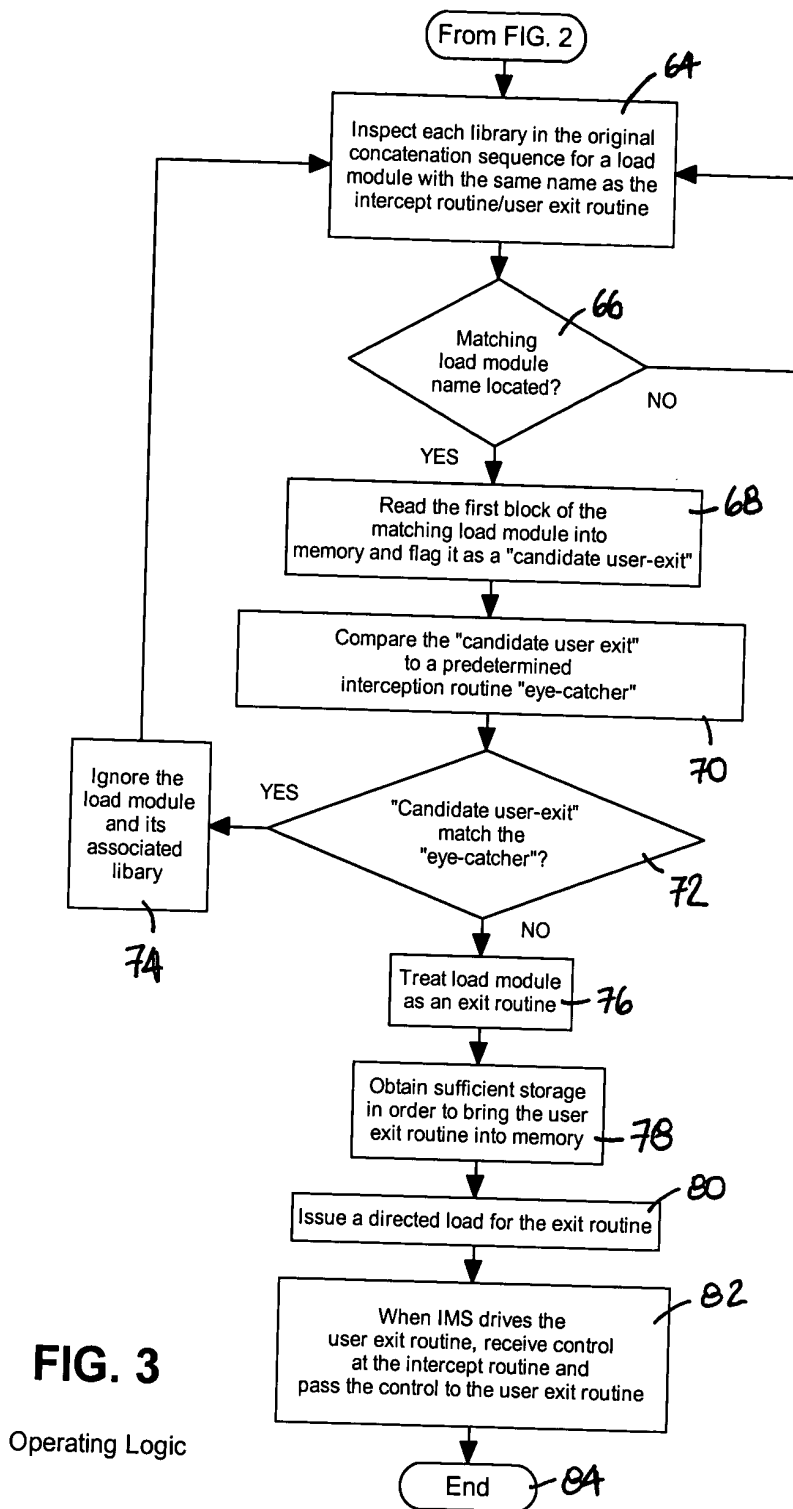 From FIG. 2
64
Inspect each library in the original
concatenation sequence for a load
module with the same name as the
intercept routine/user exit routine
66
Matching
load module
name located?
NO
YES
68
Read the first block of the
matching load module into
memory and flag it as a "candidate user-exit"
Compare the "candidate user exit"
to a predetermined
interception routine "eye-catcher"
70
Ignore the
load module
and its
associated
libary
74
YES
"Candidate user-exit"
match the
"eye-catcher"?
72
NO
Treat load module
as an exit routine
76
Obtain sufficient storage
in order to bring the user
exit routine into memory
78
80
Issue a directed load for the exit routine
82
When IMS drives the
user exit routine, receive control
at the intercept routine and
pass the control to the user exit routine
FIG. 3
Operating Logic
End
84